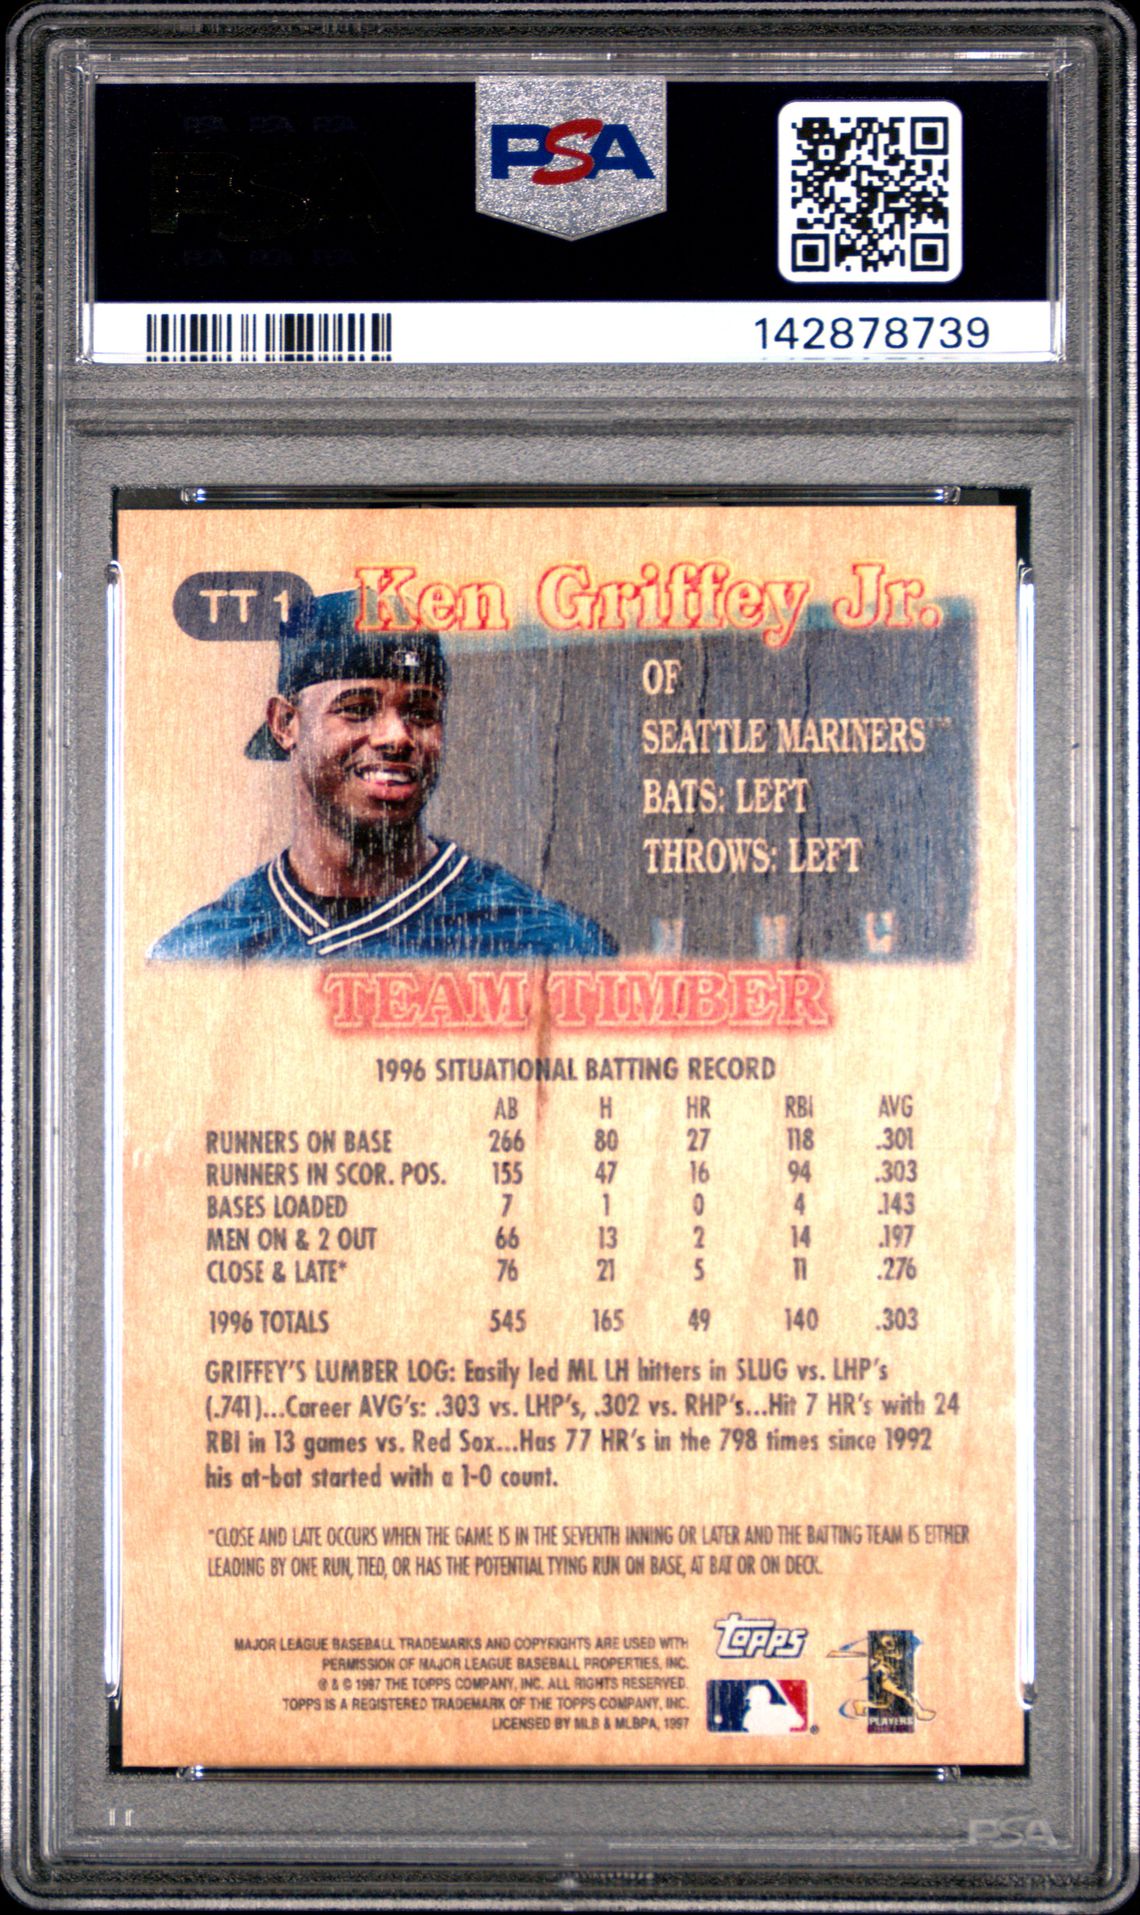 PSA
142878739
TT 1
Ken Griffey Jr.
OF
SEATTLE MARINERS™
BATS: LEFT
THROWS: LEFT
TEAM TIMBER
1996 SITUATIONAL BATTING RECORD
AB H HR RBI AVG
RUNNERS ON BASE 266 80 27 118 .301
RUNNERS IN SCOR. POS. 155 47 16 94 .303
BASES LOADED 7 1 0 4 .143
MEN ON & 2 OUT 66 13 2 14 .197
CLOSE & LATE* 76 21 5 11 .276
1996 TOTALS 545 165 49 140 .303
GRIFFEY'S LUMBER LOG: Easily led ML LH hitters in SLUG vs. LHP's
(.741)...Career AVG's: .303 vs. LHP's, .302 vs. RHP's...Hit 7 HR's with 24
RBI in 13 games vs. Red Sox...Has 77 HR's in the 798 times since 1992
his at-bat started with a 1-0 count.
*CLOSE AND LATE OCCURS WHEN THE GAME IS IN THE SEVENTH INNING OR LATER AND THE BATTING TEAM IS EITHER
LEADING BY ONE RUN, TIED, OR HAS THE POTENTIAL TYING RUN ON BASE, AT BAT OR ON DECK.
MAJOR LEAGUE BASEBALL TRADEMARKS AND COPYRIGHTS ARE USED WITH
PERMISSION OF MAJOR LEAGUE BASEBALL PROPERTIES, INC.
® & © 1997 THE TOPPS COMPANY, INC. ALL RIGHTS RESERVED.
TOPPS IS A REGISTERED TRADEMARK OF THE TOPPS COMPANY, INC.
LICENSED BY MLB & MLBPA, 1997
Topps
PLAYERS
PSA